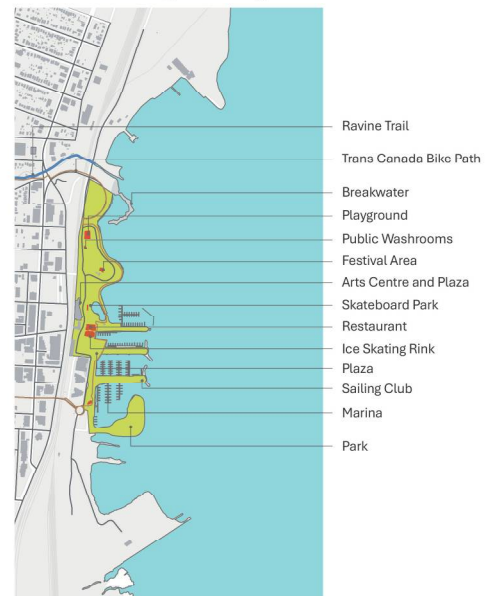 Ravine Trail
Trans Canada Bike Path
Breakwater
Playground
Public Washrooms
Festival Area
Arts Centre and Plaza
Skateboard Park
Restaurant
Ice Skating Rink
Plaza
Sailing Club
Marina
Park